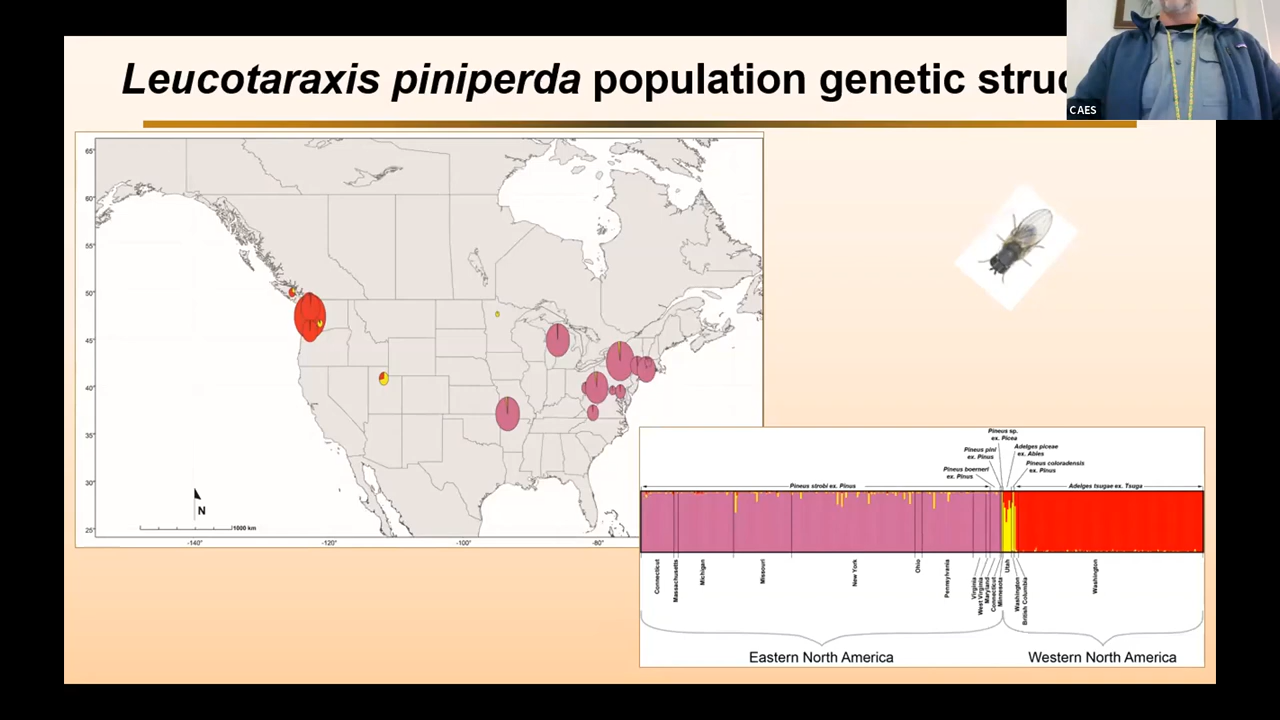 Leucotaraxis piniperda population genetic struc
CAES
65°
60°
55°
50°
45°
40°
35°
30°
25°
N
1000 km
-140°
-120°
-100°
-80°
Pineus sp.
ex. Picea
Pineus pini
ex. Pinus
Adelges piceae
ex. Abies
Pineus boerneri
ex. Pinus
Pineus coloradensis
ex. Pinus
Pineus strobi ex. Pinus
Adelges tsugae ex. Tsuga
Connecticut
Massachusetts
Michigan
Missouri
New York
Ohio
Pennsylvania
Virginia
West Virginia
Maryland
Connecticut
Minnesota
Utah
Washington
British Columbia
Washington
Eastern North America
Western North America